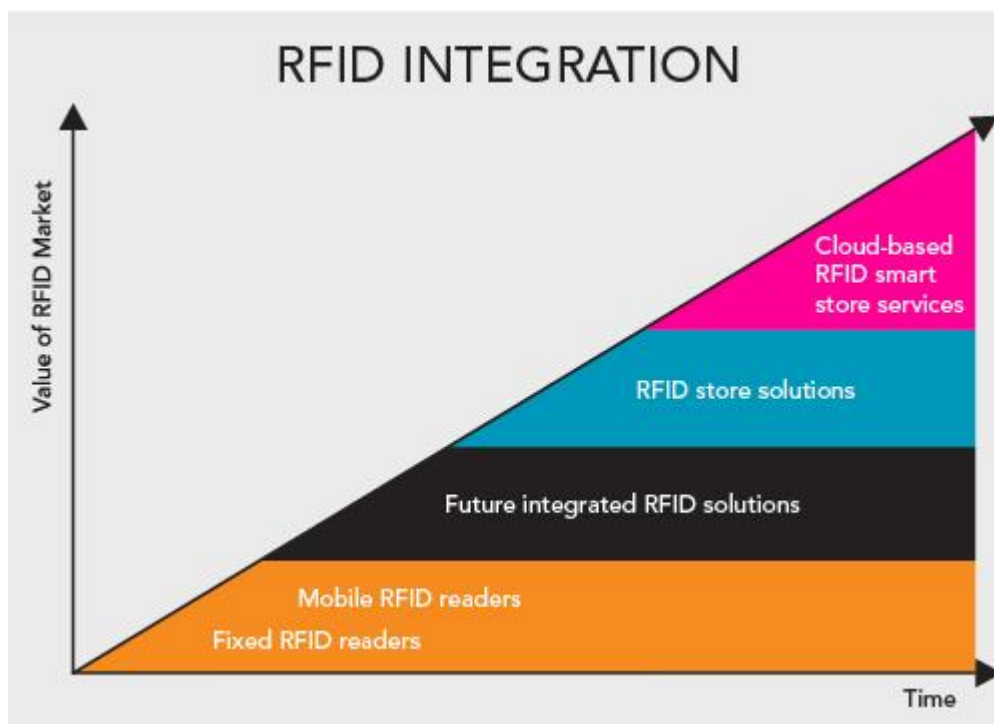 RFID INTEGRATION
Value of RFID Market
Cloud-based
RFID smart
store services
RFID store solutions
Future integrated RFID solutions
Mobile RFID readers
Fixed RFID readers
Time